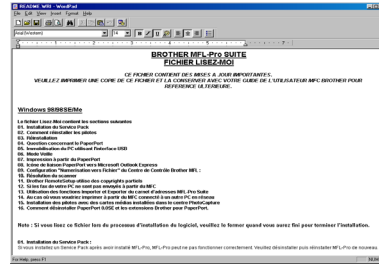 README.WRI - WordPad
File Edit View Insert Format Help
Arial (Western) 14
BROTHER MFL-Pro SUITE
FICHIER LISEZ-MOI
CE FICHIER CONTIENT DES MISES A JOUR IMPORTANTES.
VEUILLEZ IMPRIMER UNE COPIE DE CE FICHIER ET LA CONSERVER AVEC VOTRE GUIDE DE L'UTILISATEUR MFC BROTHER POUR
REFERENCE ULTERIEURE.
Windows 98/98SE/Me
Le fichier Lisez-Moi contient les sections suivantes
01. Installation du Service Pack
02. Comment réinstaller les pilotes
03. Réinstallation
04. Question concernant le PaperPort
05. Immobilisation du PC utilisant l'interface USB
06. Mode Veille
07. Impression à partir du PaperPort
08. Icône de liaison PaperPort vers Microsoft Outlook Express
09. Configuration "Numérisation vers Fichier" du Centre de Contrôle Brother MFL :
10. Résolution du scanner
11. Brother RemoteSetup utilise des copyrights partiels
12. Si les fax de votre PC ne sont pas envoyés à partir du MFC
13. Utilisation des fonctions Importer et Exporter du carnet d'adresses MFL-Pro Suite
14. Au cas où vous voudriez imprimer à partir du MFC connecté à un autre PC en réseau
15. Installation des pilotes avec des cartes médias installées dans le centre PhotoCapture
16. Comment désinstaller PaperPort 8.0SE et les extensions Brother pour PaperPort.
Note : Si vous lisez ce fichier lors du processus d'installation du logiciel, veuillez le fermer quand vous aurez fini pour terminer l'installation.
01. Installation du Service Pack :
Si vous installez un Service Pack après avoir installé MFL-Pro, MFL-Pro peut ne pas fonctionner correctement. Veuillez désinstaller puis réinstaller MFL-Pro de nouveau.
For Help, press F1